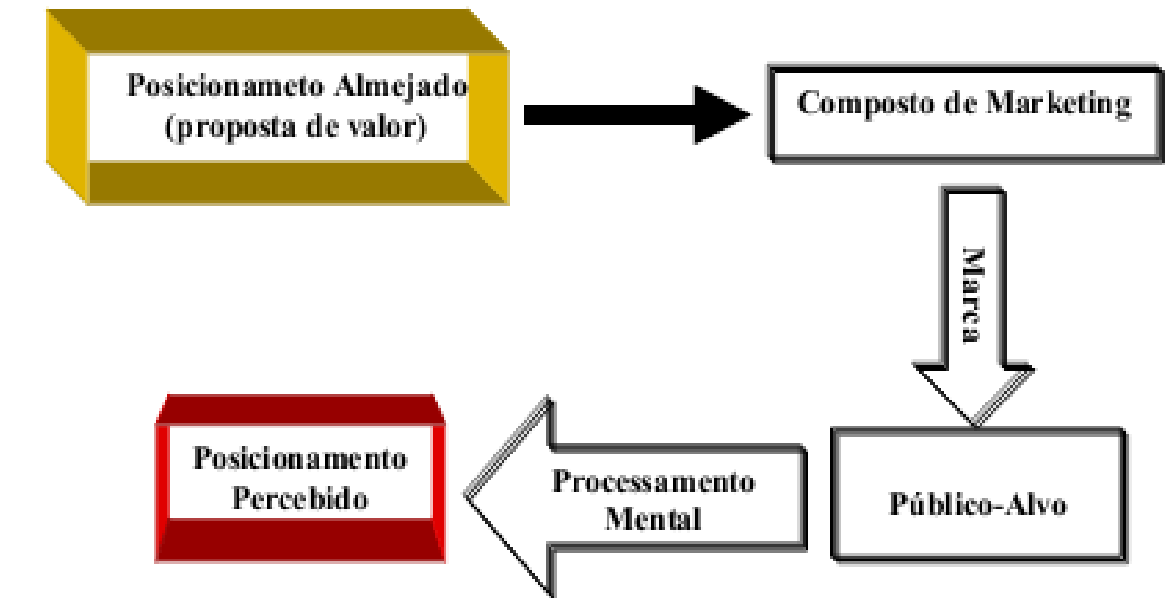 Posicionameto Almejado
(proposta de valor)
Composto de Marketing
Marca
Público-Alvo
Processamento
Mental
Posicionamento
Percebido